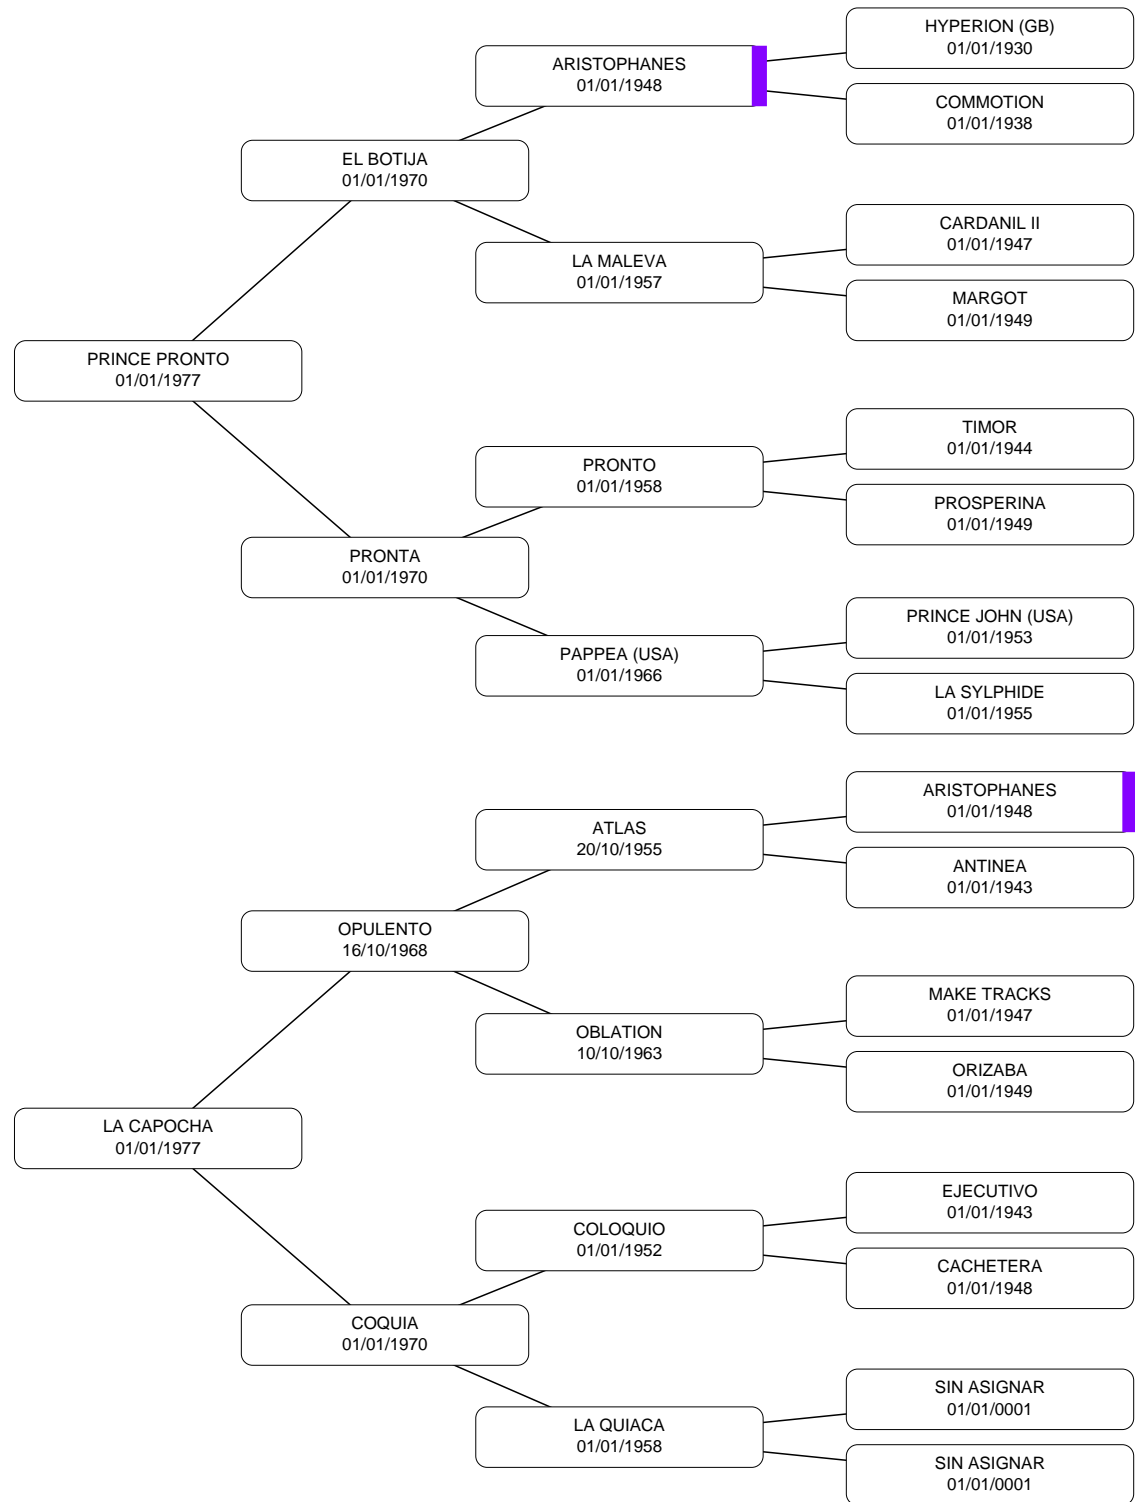 HYPERION (GB)
01/01/1930
ARISTOPHANES
01/01/1948
COMMOTION
01/01/1938
EL BOTIJA
01/01/1970
CARDANIL II
01/01/1947
LA MALEVA
01/01/1957
MARGOT
01/01/1949
PRINCE PRONTO
01/01/1977
TIMOR
01/01/1944
PRONTO
01/01/1958
PROSPERINA
01/01/1949
PRONTA
01/01/1970
PRINCE JOHN (USA)
01/01/1953
PAPPEA (USA)
01/01/1966
LA SYLPHIDE
01/01/1955
ARISTOPHANES
01/01/1948
ATLAS
20/10/1955
ANTINEA
01/01/1943
OPULENTO
16/10/1968
MAKE TRACKS
01/01/1947
OBLATION
10/10/1963
ORIZABA
01/01/1949
LA CAPOCHA
01/01/1977
EJECUTIVO
01/01/1943
COLOQUIO
01/01/1952
CACHETERA
01/01/1948
COQUIA
01/01/1970
SIN ASIGNAR
01/01/0001
LA QUIACA
01/01/1958
SIN ASIGNAR
01/01/0001